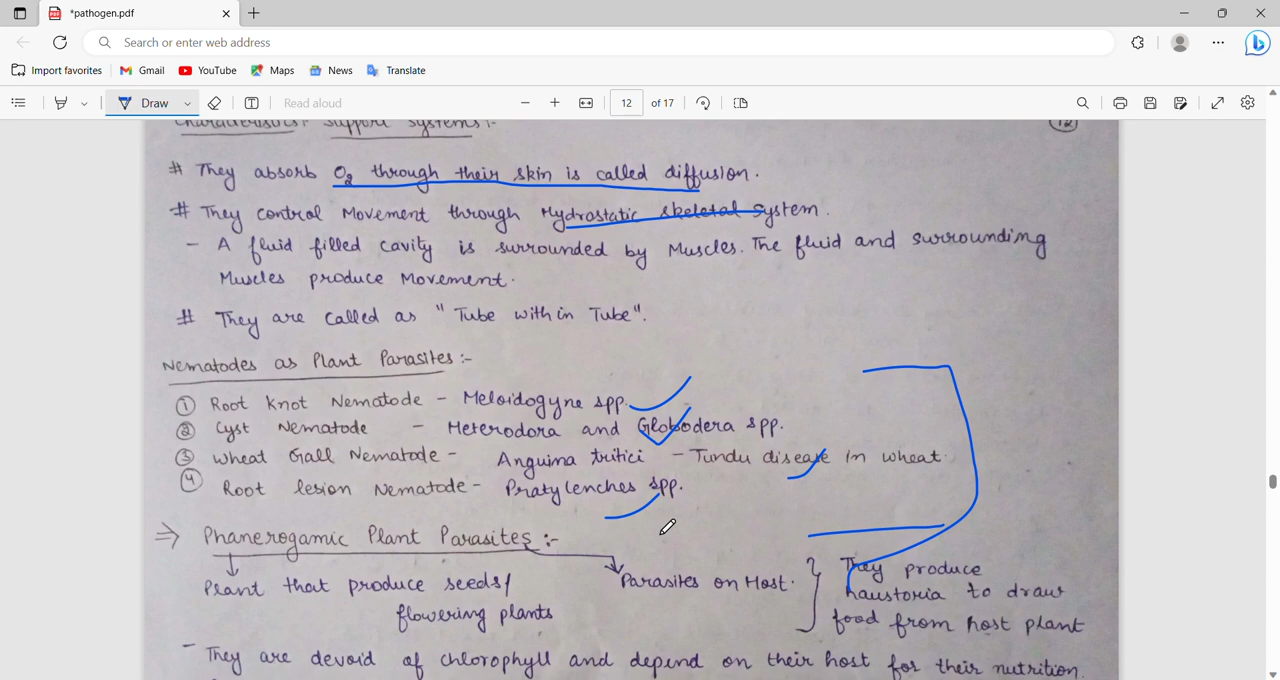 *pathogen.pdf
Search or enter web address
Import favorites Gmail YouTube Maps News Translate
Draw Read aloud 12 of 17
Characteristics: Support Systems:- 12
# They absorb O2 through their skin is called diffusion.
# They control Movement through Hydrostatic skeletal system.
- A fluid filled cavity is surrounded by Muscles. The fluid and surrounding
Muscles produce Movement.
# They are called as "Tube within Tube".
Nematodes as Plant Parasites:-
① Root Knot Nematode - Meloidogyne spp.
② Cyst Nematode - Heterodora and Globodera spp.
③ Wheat Gall Nematode - Anguina tritici - Tundu disease in wheat.
④ Root lesion Nematode - Pratylenches spp.
⇒ Phanerogamic Plant Parasites:-
Plant that produce seeds/ Parasites on Host. } They produce
flowering plants haustoria to draw
food from host plant
- They are devoid of chlorophyll and depend on their host for their nutrition.